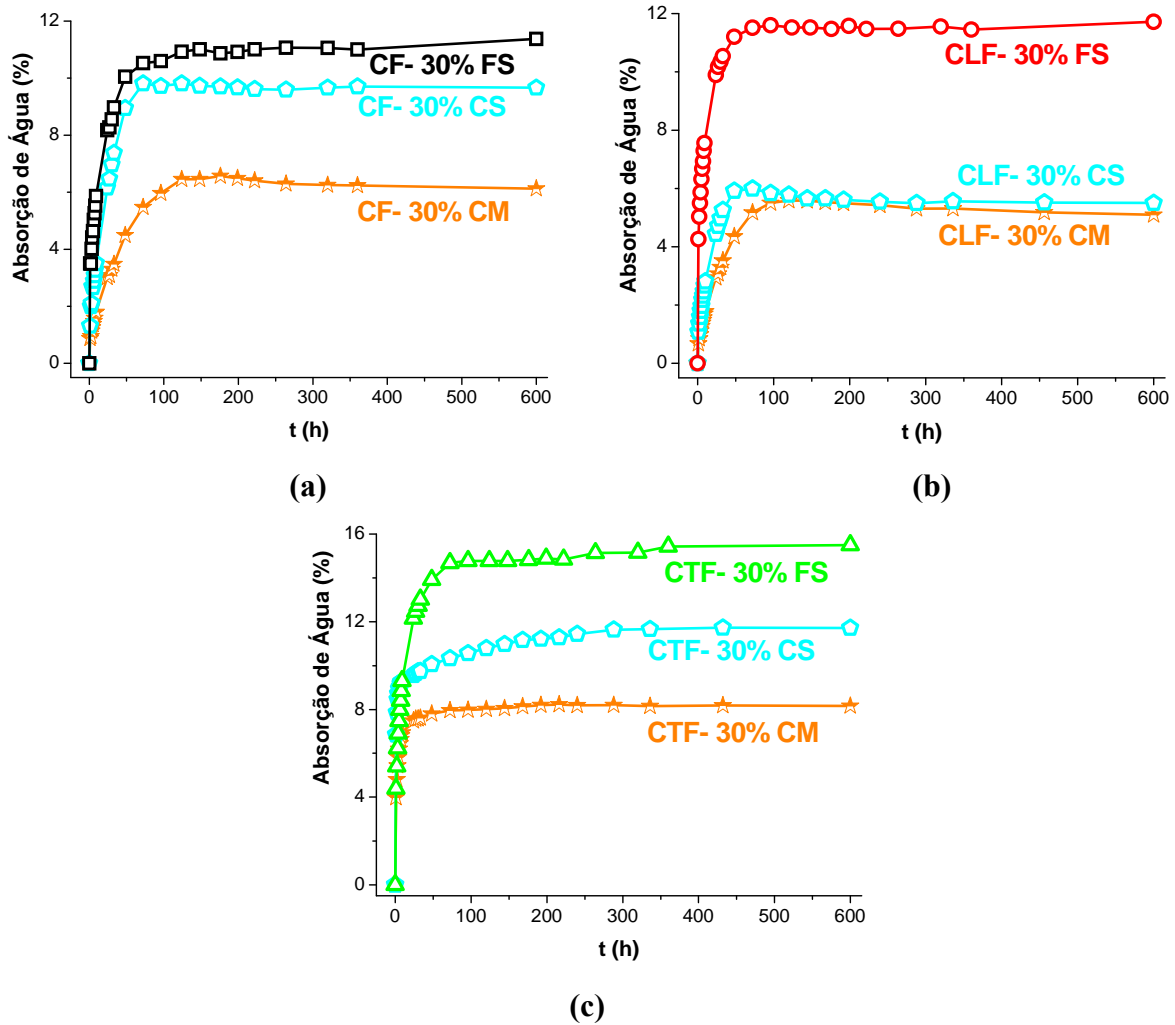 Absorção de Água (%)
12
8
4
0
CF- 30% FS
CF- 30% CS
CF- 30% CM
0 100 200 300 400 500 600
t (h)
(a)
Absorção de Água (%)
12
8
4
0
CLF- 30% FS
CLF- 30% CS
CLF- 30% CM
0 100 200 300 400 500 600
t (h)
(b)
Absorção de Água (%)
16
12
8
4
0
CTF- 30% FS
CTF- 30% CS
CTF- 30% CM
0 100 200 300 400 500 600
t (h)
(c)